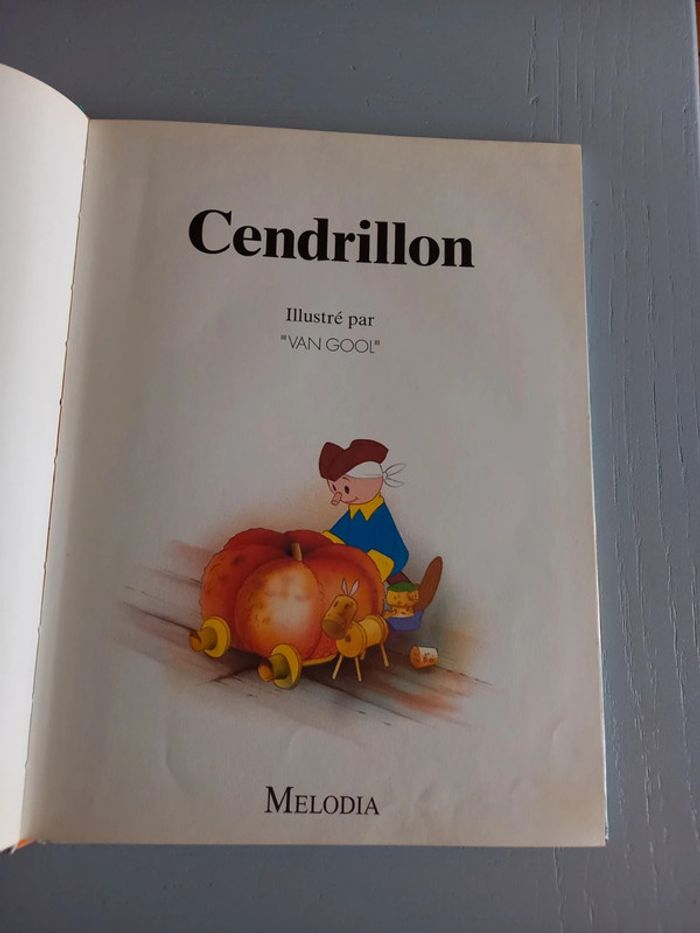 Cendrillon
Illustré par
"VAN GOOL"
MELODIA